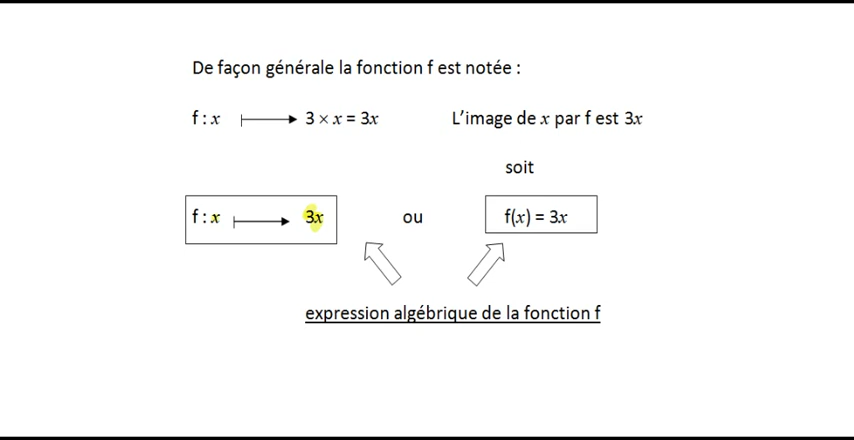 De façon générale la fonction f est notée :
f : x ⟼ 3 × x = 3x L’image de x par f est 3x
soit
f : x ⟼ 3x ou f(x) = 3x
expression algébrique de la fonction f